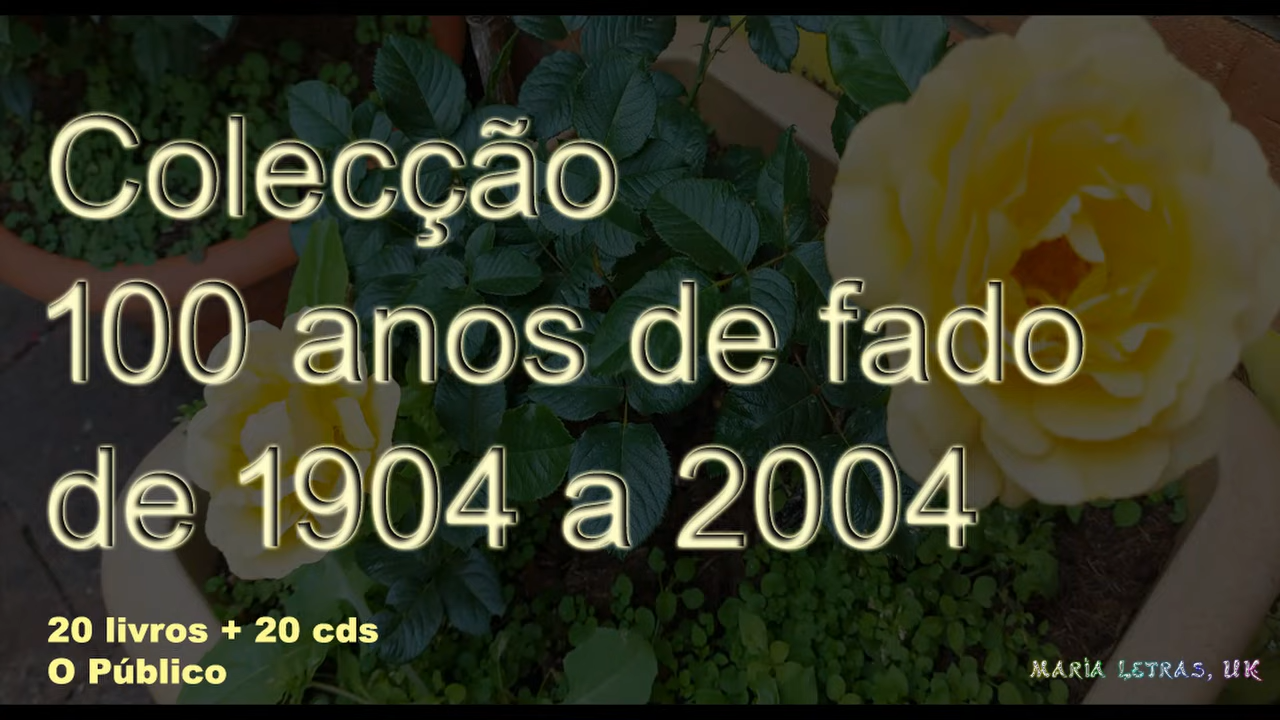 Colecção
100 anos de fado
de 1904 a 2004
20 livros + 20 cds
O Público
Maria Letras, UK